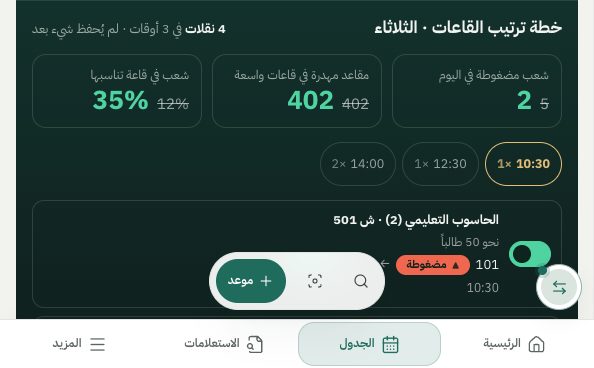 خطة ترتيب القاعات · الثلاثاء
4 نقلات في 3 أوقات · لم يُحفظ شيء بعد
شعب مضغوطة في اليوم
5 2
مقاعد مهدرة في قاعات واسعة
402 402
شعب في قاعة تناسبها
12% 35%
10:30 ×1
12:30 ×1
14:00 ×2
الحاسوب التعليمي (2) · ش 501
نحو 50 طالباً
101 ▲ مضغوطة ←
10:30
+ موعد
الرئيسية
الجدول
الاستعلامات
المزيد